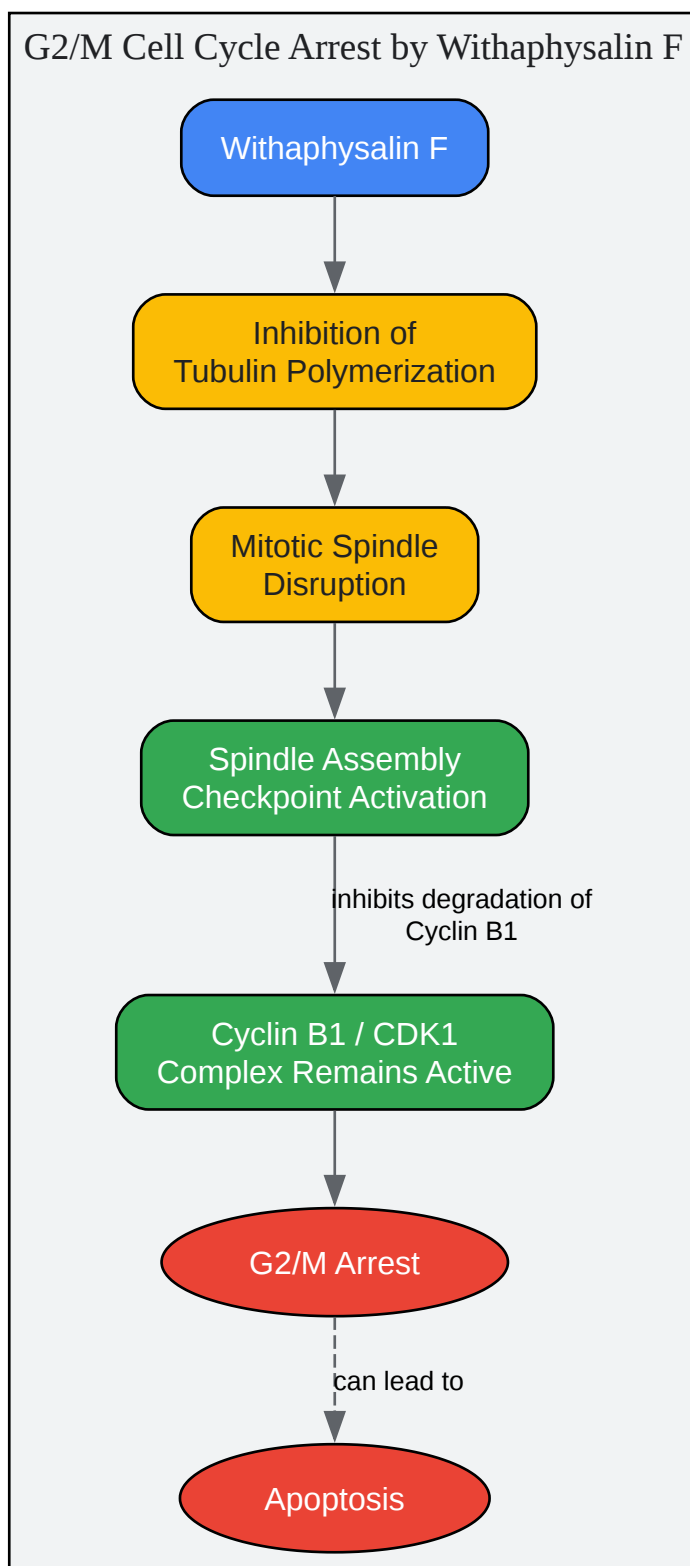 G2/M Cell Cycle Arrest by Withaphysalin F
Withaphysalin F
Inhibition of
Tubulin Polymerization
Mitotic Spindle
Disruption
Spindle Assembly
Checkpoint Activation
inhibits degradation of
Cyclin B1
Cyclin B1 / CDK1
Complex Remains Active
G2/M Arrest
can lead to
Apoptosis